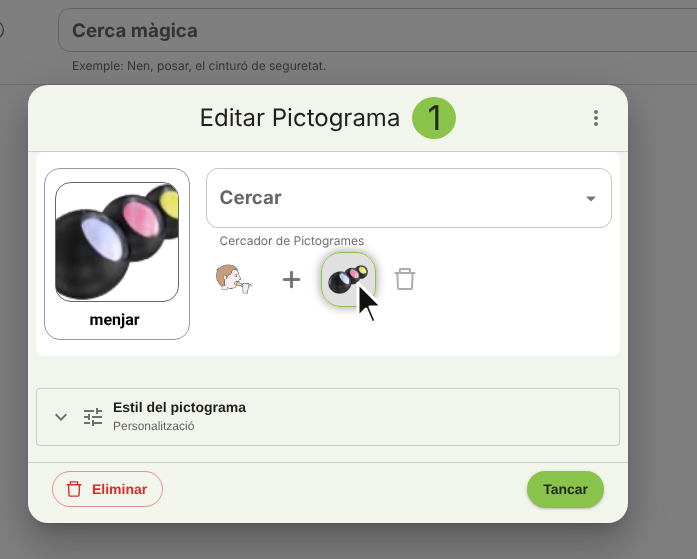 Cerca màgica
Exemple: Nen, posar, el cinturó de seguretat.
Editar Pictograma 1
Cercar
Cercador de Pictogrames
menjar
Estil del pictograma
Personalització
Eliminar
Tancar